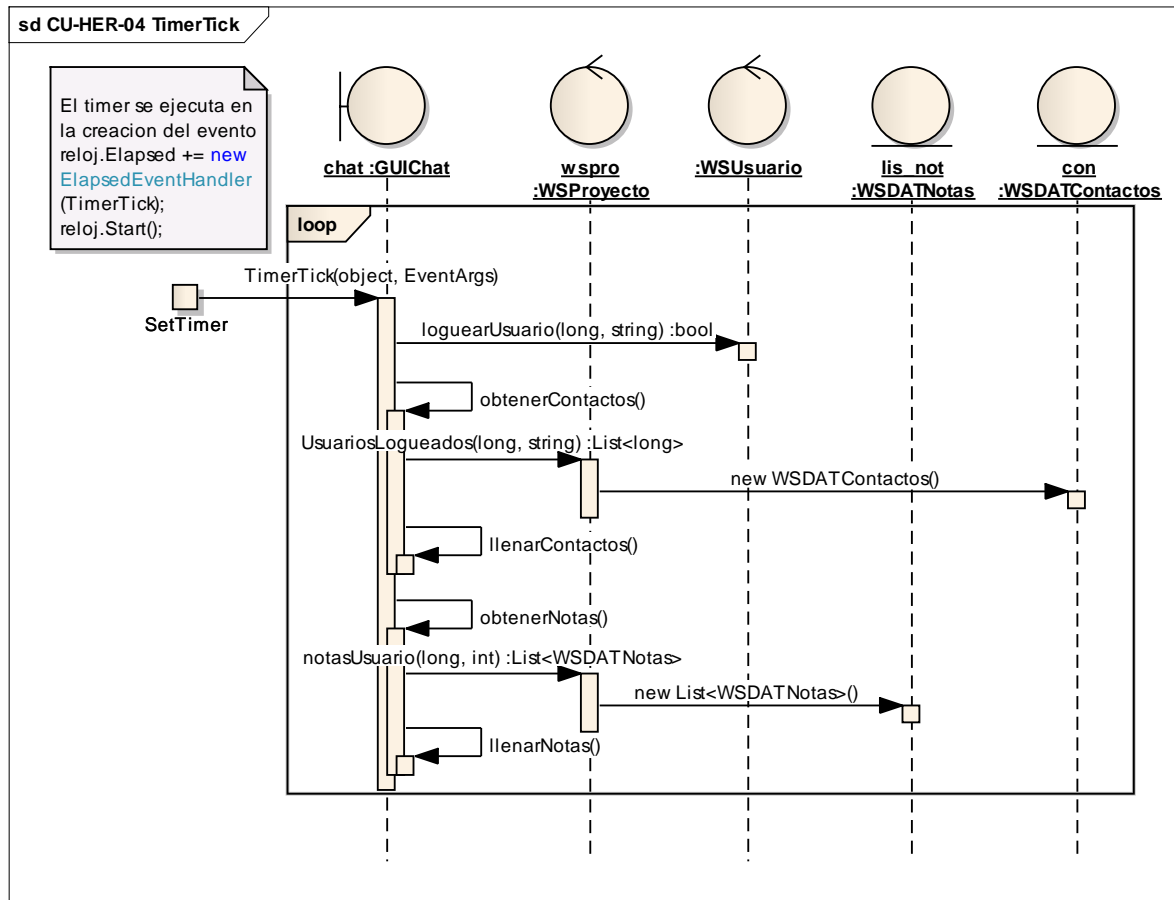 sd CU-HER-04 TimerTick
El timer se ejecuta en
la creacion del evento
reloj.Elapsed += new
ElapsedEventHandler
(TimerTick);
reloj.Start();
chat :GUIChat
wspro
:WSProyecto
:WSUsuario
lis_not
:WSDATNotas
con
:WSDATContactos
loop
TimerTick(object, EventArgs)
SetTimer
loguearUsuario(long, string) :bool
obtenerContactos()
UsuariosLogueados(long, string) :List<long>
new WSDATContactos()
llenarContactos()
obtenerNotas()
notasUsuario(long, int) :List<WSDATNotas>
new List<WSDATNotas>()
llenarNotas()